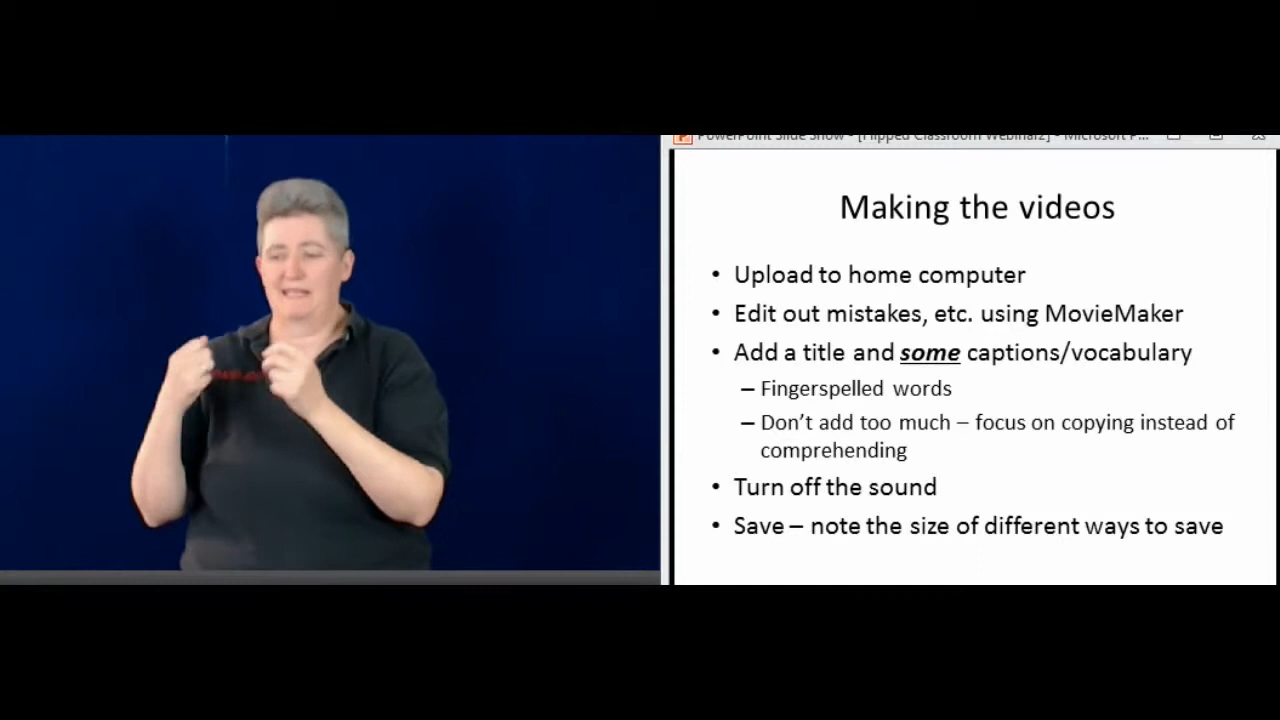 PowerPoint Slide Show - [Flipped Classroom Webinar2] - Microsoft P...
Making the videos
• Upload to home computer
• Edit out mistakes, etc. using MovieMaker
• Add a title and some captions/vocabulary
– Fingerspelled words
– Don’t add too much – focus on copying instead of
comprehending
• Turn off the sound
• Save – note the size of different ways to save